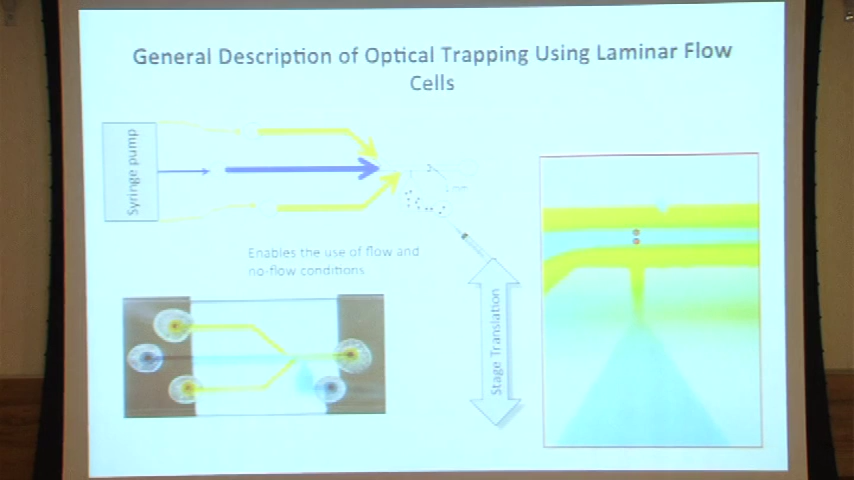 General Description of Optical Trapping Using Laminar Flow
Cells
Syringe pump
Enables the use of flow and
no-flow conditions
Stage Translation